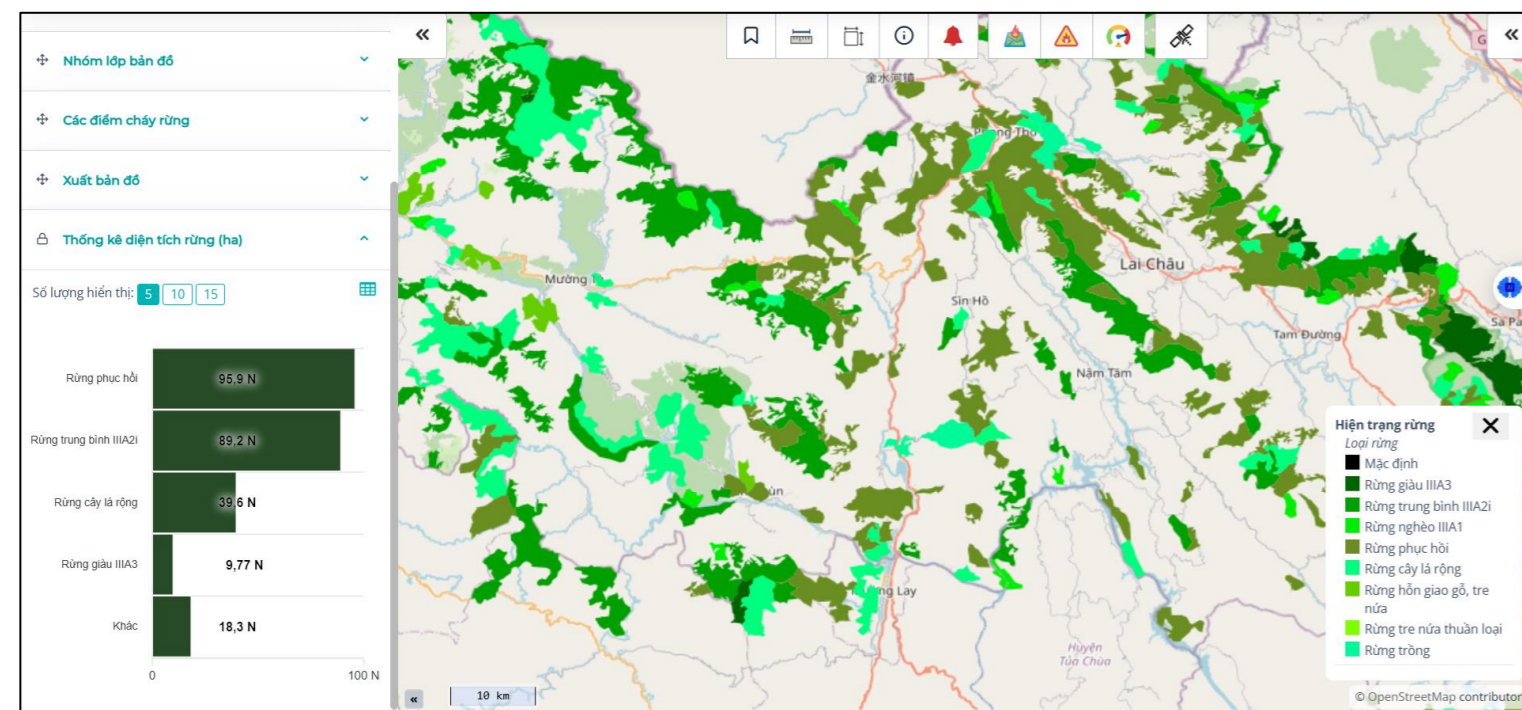 Nhóm lớp bản đồ
Các điểm cháy rừng
Xuất bản đồ
Thống kê diện tích rừng (ha)
Số lượng hiển thị: 5 10 15
Rừng phục hồi
95,9 N
Rừng trung bình IIIA2i
89,2 N
Rừng cây lá rộng
39,6 N
Rừng giàu IIIA3
9,77 N
Khác
18,3 N
0
100 N
«
«
G
金水河镇
Phong Thổ
Lai Châu
Mường T
Sìn Hồ
Tam Đường
Sa Pa
Nậm Tăm
ùn
ng Lay
Huyện
Tủa Chùa
Hiện trạng rừng
Loại rừng
Mặc định
Rừng giàu IIIA3
Rừng trung bình IIIA2i
Rừng nghèo IIIA1
Rừng phục hồi
Rừng cây lá rộng
Rừng hỗn giao gỗ, tre
nứa
Rừng tre nứa thuần loại
Rừng trồng
«
10 km
© OpenStreetMap contributor